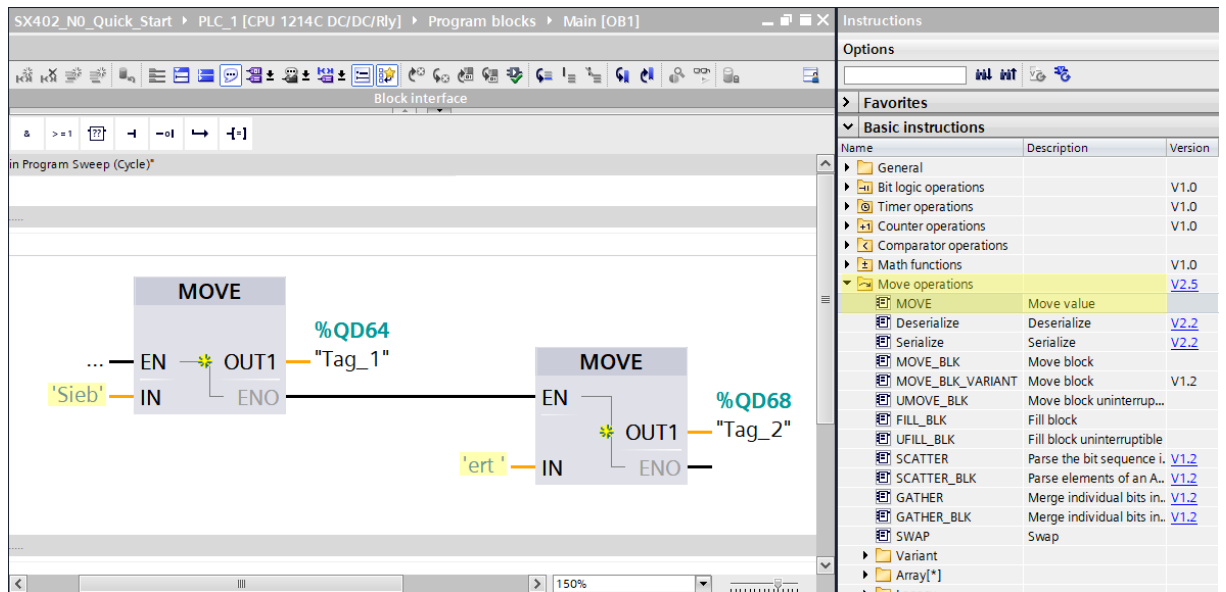 SX402_N0_Quick_Start ▸ PLC_1 [CPU 1214C DC/DC/Rly] ▸ Program blocks ▸ Main [OB1]
Block interface
& >=1 ??
in Program Sweep (Cycle)"
.....
MOVE
%QD64
... EN OUT1 "Tag_1"
'Sieb' IN ENO
MOVE
EN
%QD68
OUT1 "Tag_2"
'ert ' IN ENO
.....
150%
Instructions
Options
Favorites
Basic instructions
Name Description Version
General
Bit logic operations V1.0
Timer operations V1.0
Counter operations V1.0
Comparator operations
Math functions V1.0
Move operations V2.5
MOVE Move value
Deserialize Deserialize V2.2
Serialize Serialize V2.2
MOVE_BLK Move block
MOVE_BLK_VARIANT Move block V1.2
UMOVE_BLK Move block uninterrup...
FILL_BLK Fill block
UFILL_BLK Fill block uninterruptible
SCATTER Parse the bit sequence i. V1.2
SCATTER_BLK Parse elements of an A.. V1.2
GATHER Merge individual bits in.. V1.2
GATHER_BLK Merge individual bits in.. V1.2
SWAP Swap
Variant
Array[*]